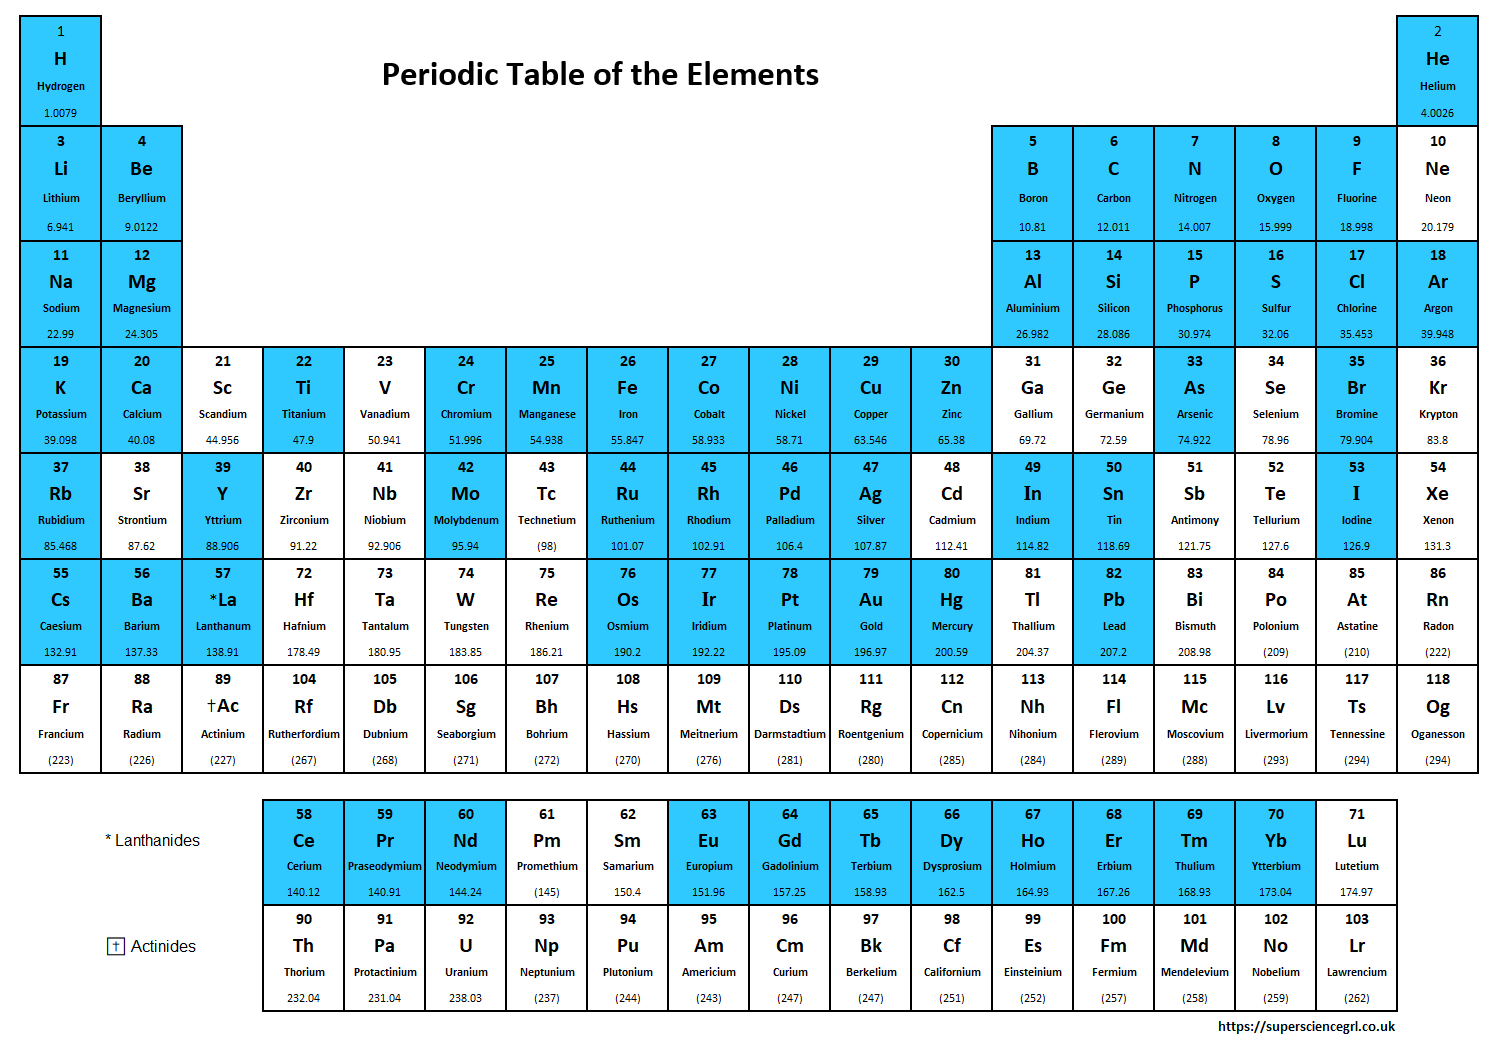 Periodic Table of the Elements
1 2
H He
Hydrogen Helium
1.0079 4.0026
3 4 5 6 7 8 9 10
Li Be B C N O F Ne
Lithium Beryllium Boron Carbon Nitrogen Oxygen Fluorine Neon
6.941 9.0122 10.81 12.011 14.007 15.999 18.998 20.179
11 12 13 14 15 16 17 18
Na Mg Al Si P S Cl Ar
Sodium Magnesium Aluminium Silicon Phosphorus Sulfur Chlorine Argon
22.99 24.305 26.982 28.086 30.974 32.06 35.453 39.948
19 20 21 22 23 24 25 26 27 28 29 30 31 32 33 34 35 36
K Ca Sc Ti V Cr Mn Fe Co Ni Cu Zn Ga Ge As Se Br Kr
Potassium Calcium Scandium Titanium Vanadium Chromium Manganese Iron Cobalt Nickel Copper Zinc Gallium Germanium Arsenic Selenium Bromine Krypton
39.098 40.08 44.956 47.9 50.941 51.996 54.938 55.847 58.933 58.71 63.546 65.38 69.72 72.59 74.922 78.96 79.904 83.8
37 38 39 40 41 42 43 44 45 46 47 48 49 50 51 52 53 54
Rb Sr Y Zr Nb Mo Tc Ru Rh Pd Ag Cd In Sn Sb Te I Xe
Rubidium Strontium Yttrium Zirconium Niobium Molybdenum Technetium Ruthenium Rhodium Palladium Silver Cadmium Indium Tin Antimony Tellurium Iodine Xenon
85.468 87.62 88.906 91.22 92.906 95.94 (98) 101.07 102.91 106.4 107.87 112.41 114.82 118.69 121.75 127.6 126.9 131.3
55 56 57 72 73 74 75 76 77 78 79 80 81 82 83 84 85 86
Cs Ba *La Hf Ta W Re Os Ir Pt Au Hg Tl Pb Bi Po At Rn
Caesium Barium Lanthanum Hafnium Tantalum Tungsten Rhenium Osmium Iridium Platinum Gold Mercury Thallium Lead Bismuth Polonium Astatine Radon
132.91 137.33 138.91 178.49 180.95 183.85 186.21 190.2 192.22 195.09 196.97 200.59 204.37 207.2 208.98 (209) (210) (222)
87 88 89 104 105 106 107 108 109 110 111 112 113 114 115 116 117 118
Fr Ra †Ac Rf Db Sg Bh Hs Mt Ds Rg Cn Nh Fl Mc Lv Ts Og
Francium Radium Actinium Rutherfordium Dubnium Seaborgium Bohrium Hassium Meitnerium Darmstadtium Roentgenium Copernicium Nihonium Flerovium Moscovium Livermorium Tennessine Oganesson
(223) (226) (227) (267) (268) (271) (272) (270) (276) (281) (280) (285) (284) (289) (288) (293) (294) (294)
58 59 60 61 62 63 64 65 66 67 68 69 70 71
* Lanthanides Ce Pr Nd Pm Sm Eu Gd Tb Dy Ho Er Tm Yb Lu
Cerium Praseodymium Neodymium Promethium Samarium Europium Gadolinium Terbium Dysprosium Holmium Erbium Thulium Ytterbium Lutetium
140.12 140.91 144.24 (145) 150.4 151.96 157.25 158.93 162.5 164.93 167.26 168.93 173.04 174.97
90 91 92 93 94 95 96 97 98 99 100 101 102 103
† Actinides Th Pa U Np Pu Am Cm Bk Cf Es Fm Md No Lr
Thorium Protactinium Uranium Neptunium Plutonium Americium Curium Berkelium Californium Einsteinium Fermium Mendelevium Nobelium Lawrencium
232.04 231.04 238.03 (237) (244) (243) (247) (247) (251) (252) (257) (258) (259) (262)
https://supersciencegrl.co.uk